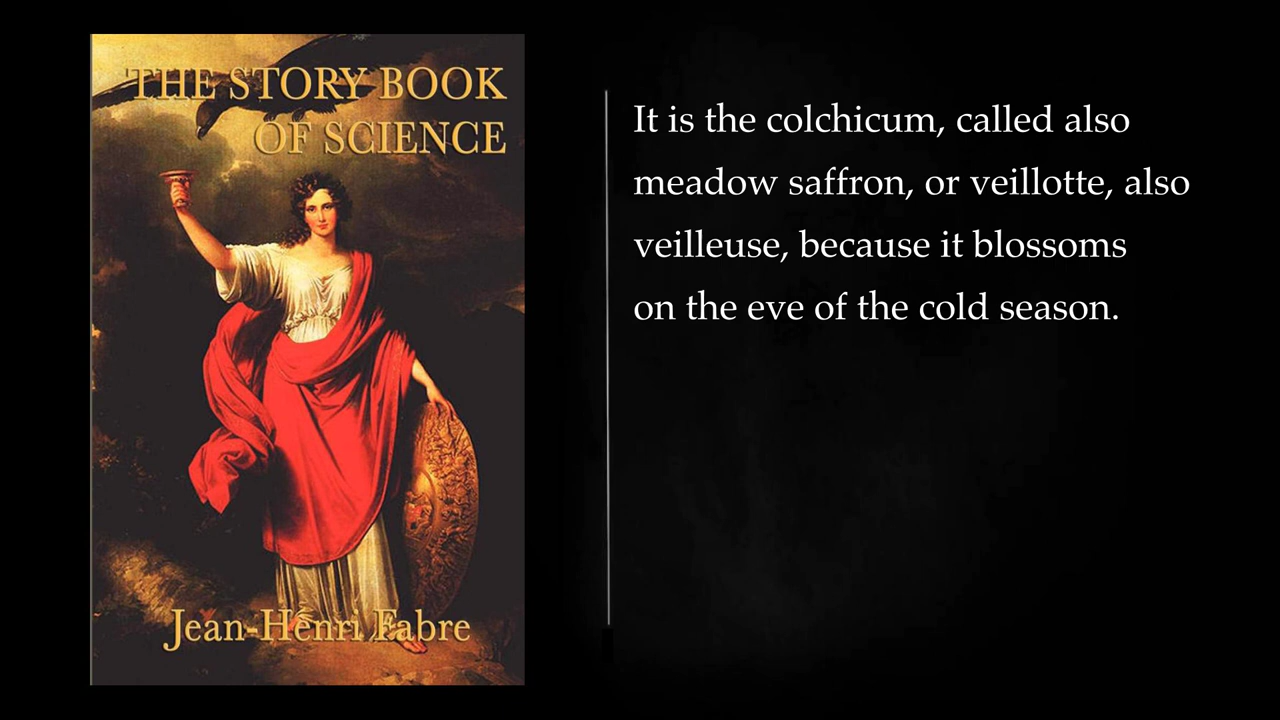 THE STORY BOOK
OF SCIENCE
Jean-Henri Fabre
It is the colchicum, called also
meadow saffron, or veillotte, also
veilleuse, because it blossoms
on the eve of the cold season.